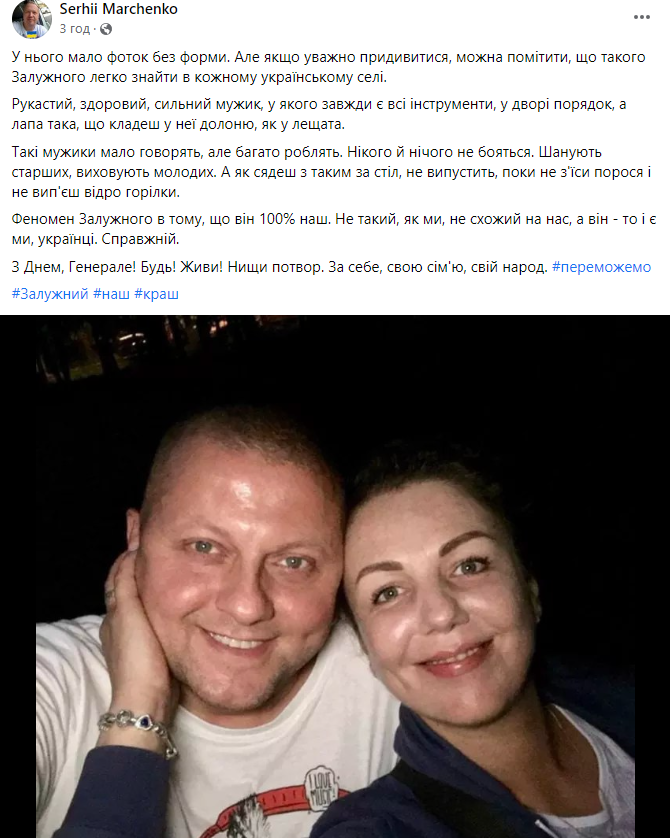 Serhii Marchenko
3 год ·
У нього мало фоток без форми. Але якщо уважно придивитися, можна помітити, що такого
Залужного легко знайти в кожному українському селі.
Рукастий, здоровий, сильний мужик, у якого завжди є всі інструменти, у дворі порядок, а
лапа така, що кладеш у неї долоню, як у лещата.
Такі мужики мало говорять, але багато роблять. Нікого й нічого не бояться. Шанують
старших, виховують молодих. А як сядеш з таким за стіл, не випустить, поки не з'їси порося і
не вип'єш відро горілки.
Феномен Залужного в тому, що він 100% наш. Не такий, як ми, не схожий на нас, а він - то і є
ми, українці. Справжній.
З Днем, Генерале! Будь! Живи! Нищи потвор. За себе, свою сім'ю, свій народ. #переможемо
#Залужний #наш #краш
I LOVE
MUSIC